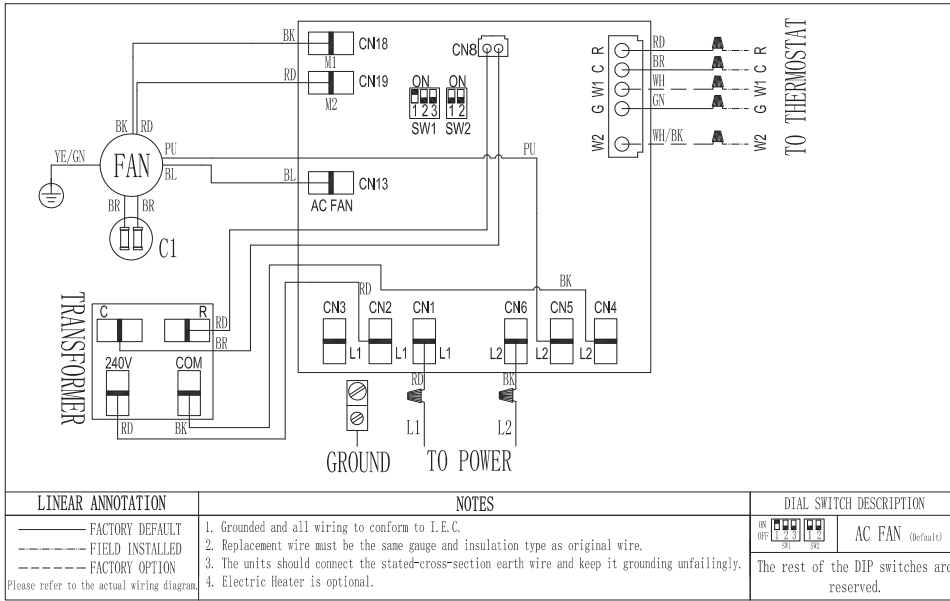 BK
CN18
M1
RD
CN19
M2
CN8
ON ON
1 2 3 1 2
SW1 SW2
R RD R
C BR C
W1 WH W1
G GN G
W2 WH/BK W2
TO THERMOSTAT
BK RD
YE/GN
FAN
PU
PU
BL
BL
CN13
AC FAN
BR BR
C1
TRANSFORMER
C R
RD
BR
240V COM
RD BK
RD
BK
CN3 CN2 CN1 CN6 CN5 CN4
L1 L1 L1 L2 L2 L2
RD BK
L1 L2
GROUND TO POWER
LINEAR ANNOTATION
FACTORY DEFAULT
FIELD INSTALLED
FACTORY OPTION
Please refer to the actual wiring diagram.
NOTES
1. Grounded and all wiring to conform to I.E.C.
2. Replacement wire must be the same gauge and insulation type as original wire.
3. The units should connect the stated-cross-section earth wire and keep it grounding unfailingly.
4. Electric Heater is optional.
DIAL SWITCH DESCRIPTION
ON
OFF 1 2 3 1 2
SW1 SW2
AC FAN (Default)
The rest of the DIP switches are
reserved.